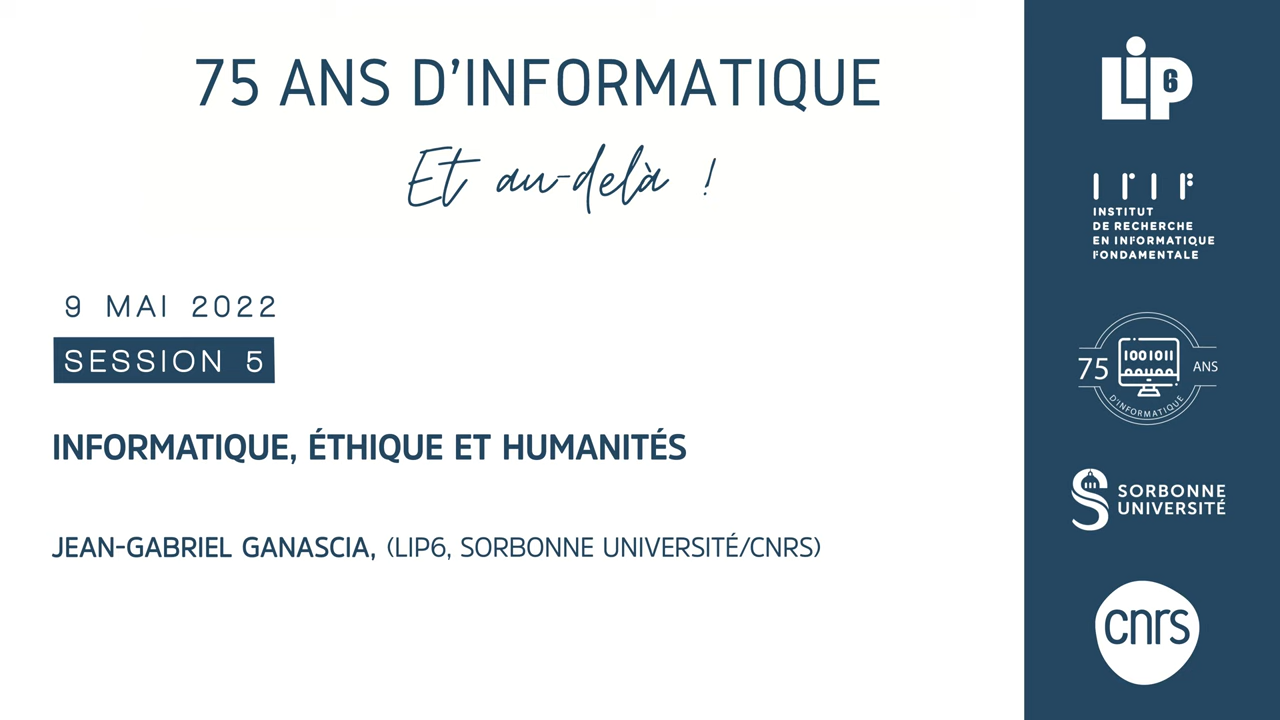 75 ANS D'INFORMATIQUE
Et au-delà !
9 MAI 2022
SESSION 5
INFORMATIQUE, ÉTHIQUE ET HUMANITÉS
JEAN-GABRIEL GANASCIA, (LIP6, SORBONNE UNIVERSITÉ/CNRS)
LIP6
IRIF
INSTITUT
DE RECHERCHE
EN INFORMATIQUE
FONDAMENTALE
1001011
75 ANS
D'INFORMATIQUE
SORBONNE
UNIVERSITÉ
cnrs